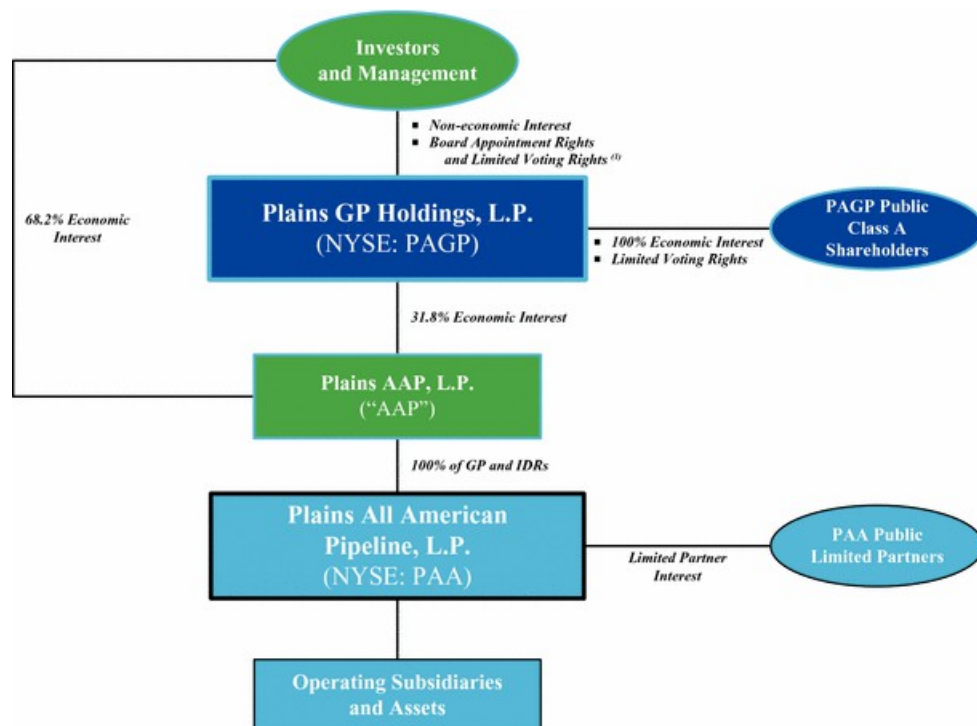 Investors
and Management
▪ Non-economic Interest
▪ Board Appointment Rights
and Limited Voting Rights (1)
68.2% Economic
Interest
Plains GP Holdings, L.P.
(NYSE: PAGP)
PAGP Public
Class A
Shareholders
▪ 100% Economic Interest
▪ Limited Voting Rights
31.8% Economic Interest
Plains AAP, L.P.
(“AAP”)
100% of GP and IDRs
Plains All American
Pipeline, L.P.
(NYSE: PAA)
Limited Partner
Interest
PAA Public
Limited Partners
Operating Subsidiaries
and Assets